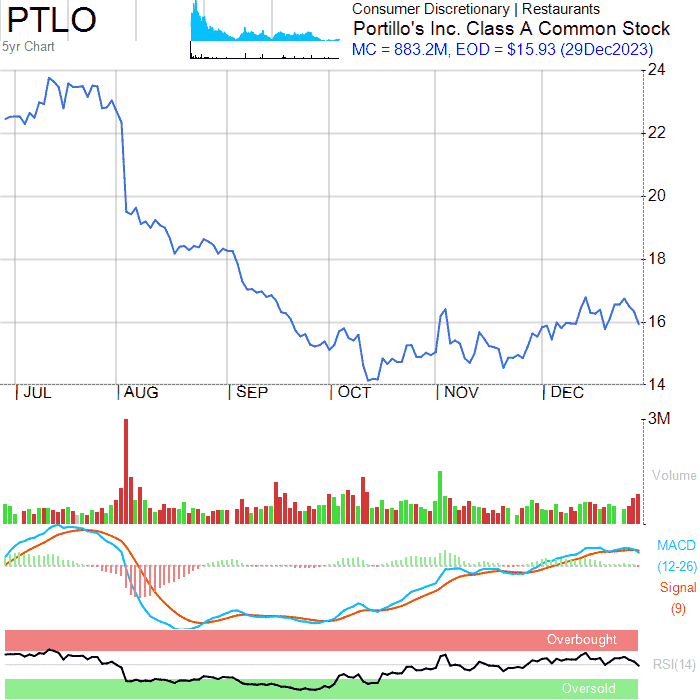 PTLO
5yr Chart
Consumer Discretionary | Restaurants
Portillo's Inc. Class A Common Stock
MC = 883.2M, EOD = $15.93 (29Dec2023)
24
22
20
18
16
14
JUL AUG SEP OCT NOV DEC
3M
Volume
MACD
(12-26)
Signal
(9)
Overbought
RSI(14)
Oversold